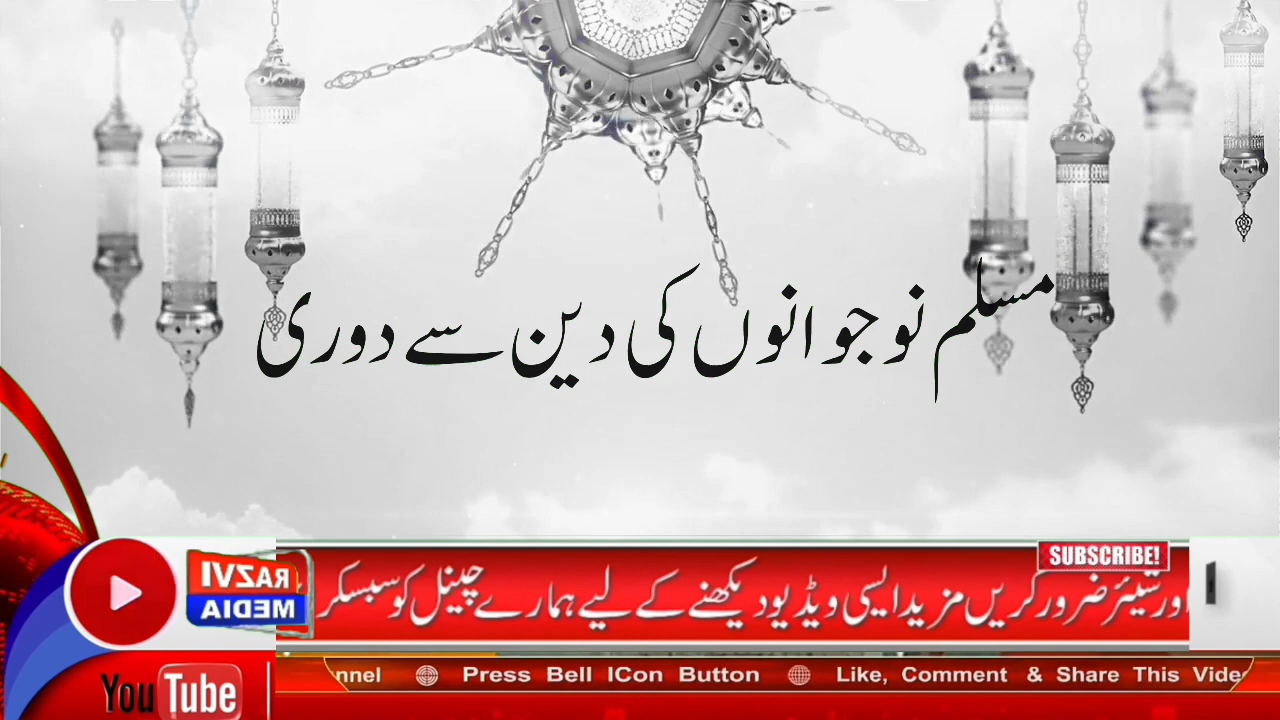 مسلم نوجوانوں کی دین سے دوری
SUBSCRIBE!
اور شیئر ضرور کریں مزید ایسی ویڈیو دیکھنے کے لیے ہمارے چینل کو سبسکر
RAZVI
MEDIA
YouTube
nnel Press Bell ICon Button Like, Comment & Share This Vide